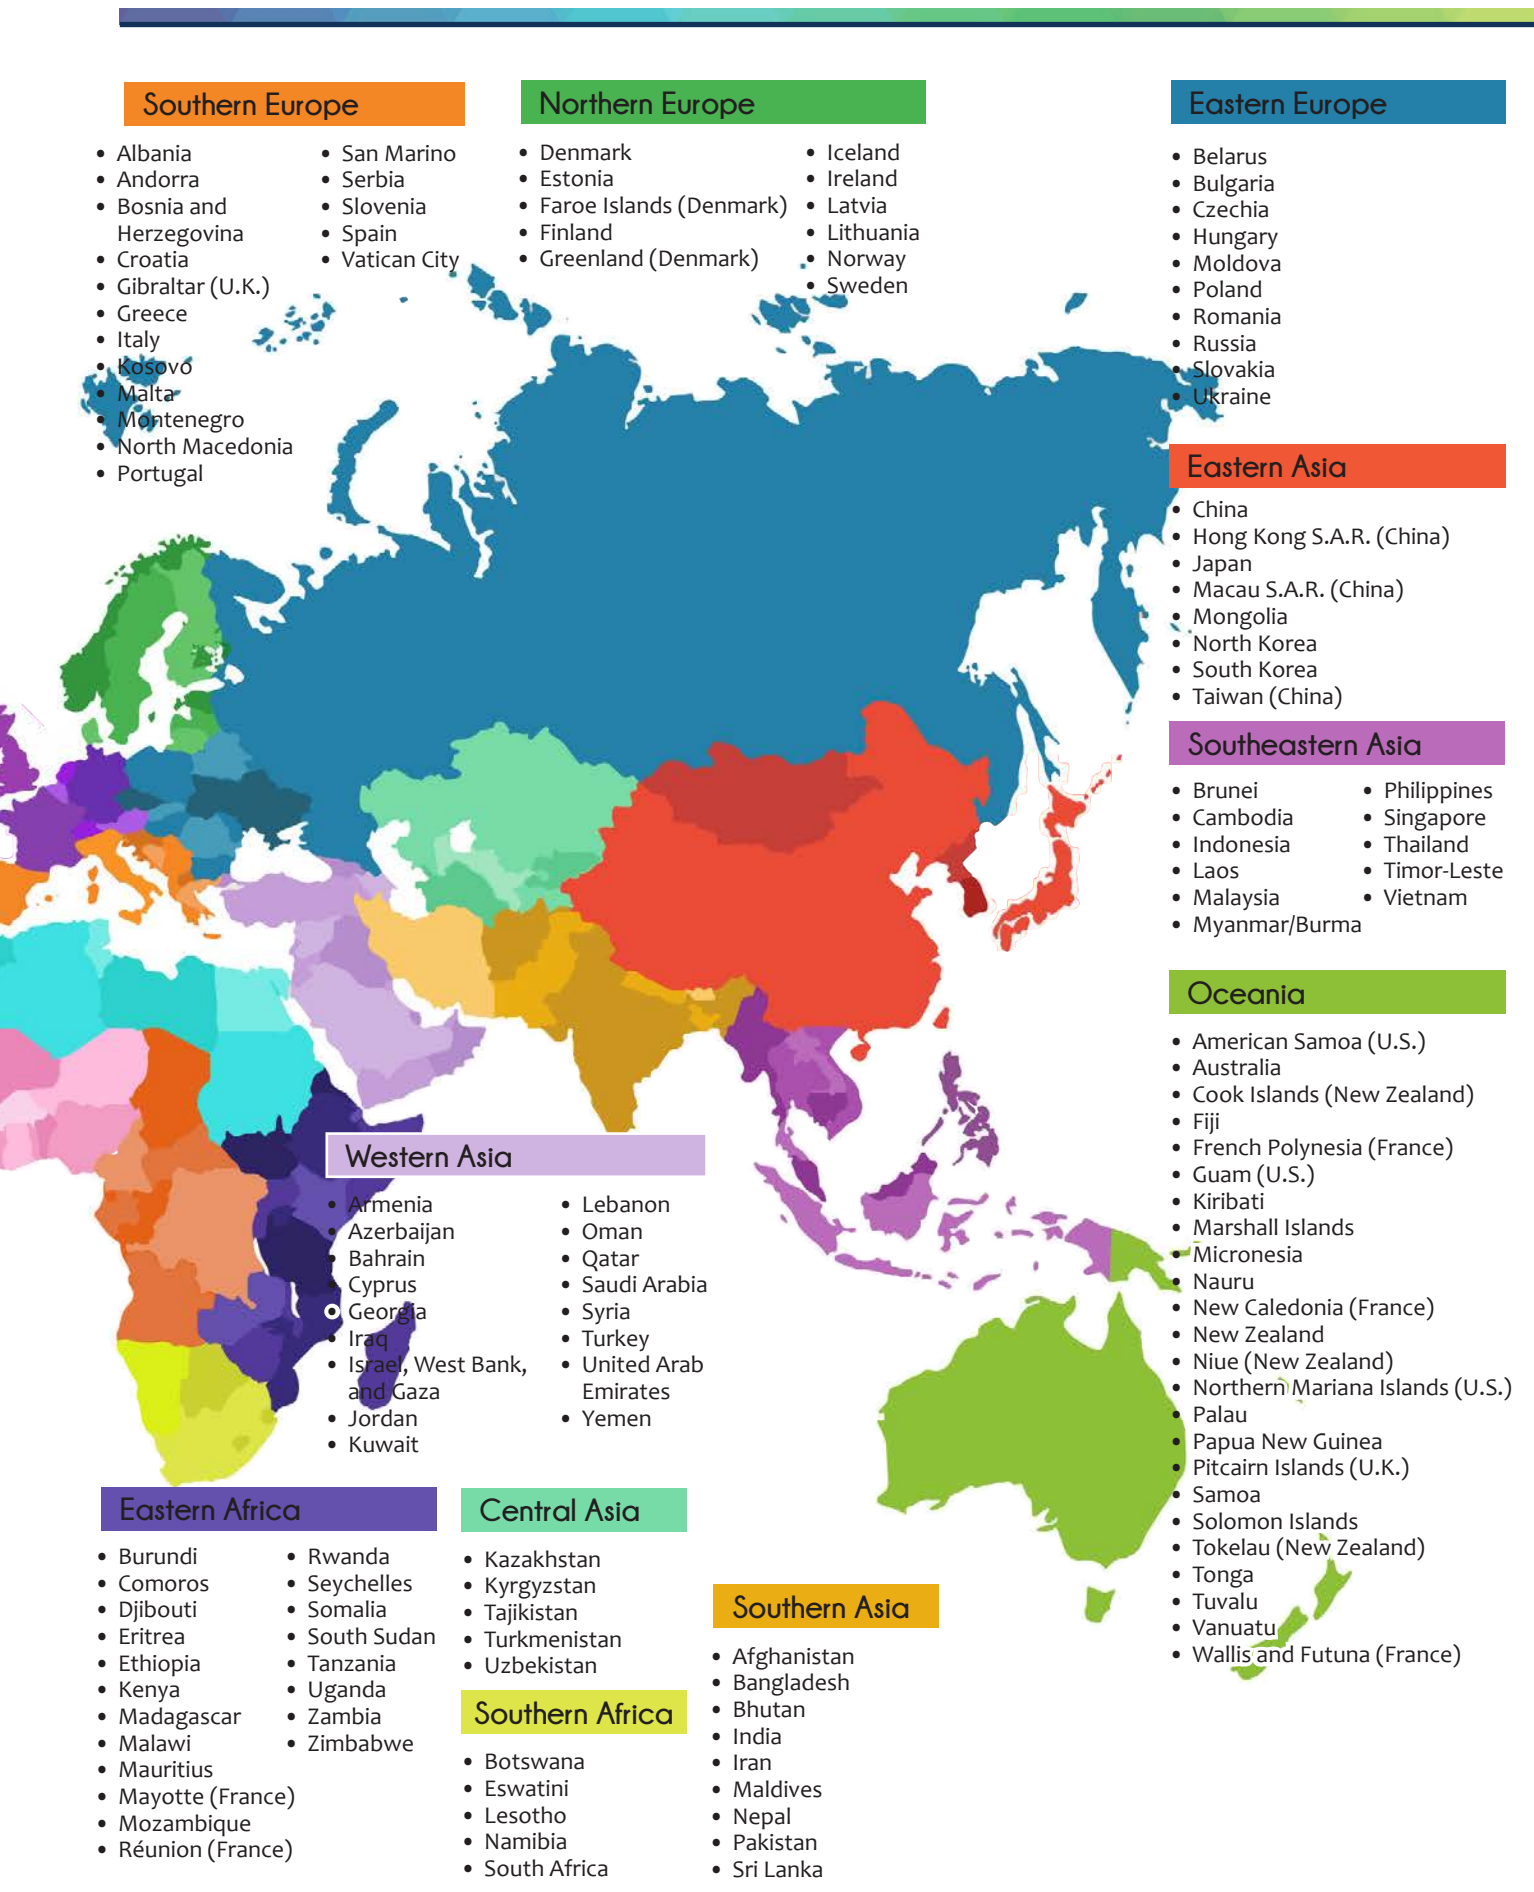 Southern Europe
• Albania
• Andorra
• Bosnia and
Herzegovina
• Croatia
• Gibraltar (U.K.)
• Greece
• Italy
• Kosovo
• Malta
• Montenegro
• North Macedonia
• Portugal
• San Marino
• Serbia
• Slovenia
• Spain
• Vatican City
Northern Europe
• Denmark
• Estonia
• Faroe Islands (Denmark)
• Finland
• Greenland (Denmark)
• Iceland
• Ireland
• Latvia
• Lithuania
• Norway
• Sweden
Eastern Europe
• Belarus
• Bulgaria
• Czechia
• Hungary
• Moldova
• Poland
• Romania
• Russia
• Slovakia
• Ukraine
Eastern Asia
• China
• Hong Kong S.A.R. (China)
• Japan
• Macau S.A.R. (China)
• Mongolia
• North Korea
• South Korea
• Taiwan (China)
Southeastern Asia
• Brunei
• Cambodia
• Indonesia
• Laos
• Malaysia
• Myanmar/Burma
• Philippines
• Singapore
• Thailand
• Timor-Leste
• Vietnam
Oceania
• American Samoa (U.S.)
• Australia
• Cook Islands (New Zealand)
• Fiji
• French Polynesia (France)
• Guam (U.S.)
• Kiribati
• Marshall Islands
• Micronesia
• Nauru
• New Caledonia (France)
• New Zealand
• Niue (New Zealand)
• Northern Mariana Islands (U.S.)
• Palau
• Papua New Guinea
• Pitcairn Islands (U.K.)
• Samoa
• Solomon Islands
• Tokelau (New Zealand)
• Tonga
• Tuvalu
• Vanuatu
• Wallis and Futuna (France)
Western Asia
• Armenia
• Azerbaijan
• Bahrain
• Cyprus
• Georgia
• Iraq
• Israel, West Bank,
and Gaza
• Jordan
• Kuwait
• Lebanon
• Oman
• Qatar
• Saudi Arabia
• Syria
• Turkey
• United Arab
Emirates
• Yemen
Eastern Africa
• Burundi
• Comoros
• Djibouti
• Eritrea
• Ethiopia
• Kenya
• Madagascar
• Malawi
• Mauritius
• Mayotte (France)
• Mozambique
• Réunion (France)
• Rwanda
• Seychelles
• Somalia
• South Sudan
• Tanzania
• Uganda
• Zambia
• Zimbabwe
Central Asia
• Kazakhstan
• Kyrgyzstan
• Tajikistan
• Turkmenistan
• Uzbekistan
Southern Africa
• Botswana
• Eswatini
• Lesotho
• Namibia
• South Africa
Southern Asia
• Afghanistan
• Bangladesh
• Bhutan
• India
• Iran
• Maldives
• Nepal
• Pakistan
• Sri Lanka